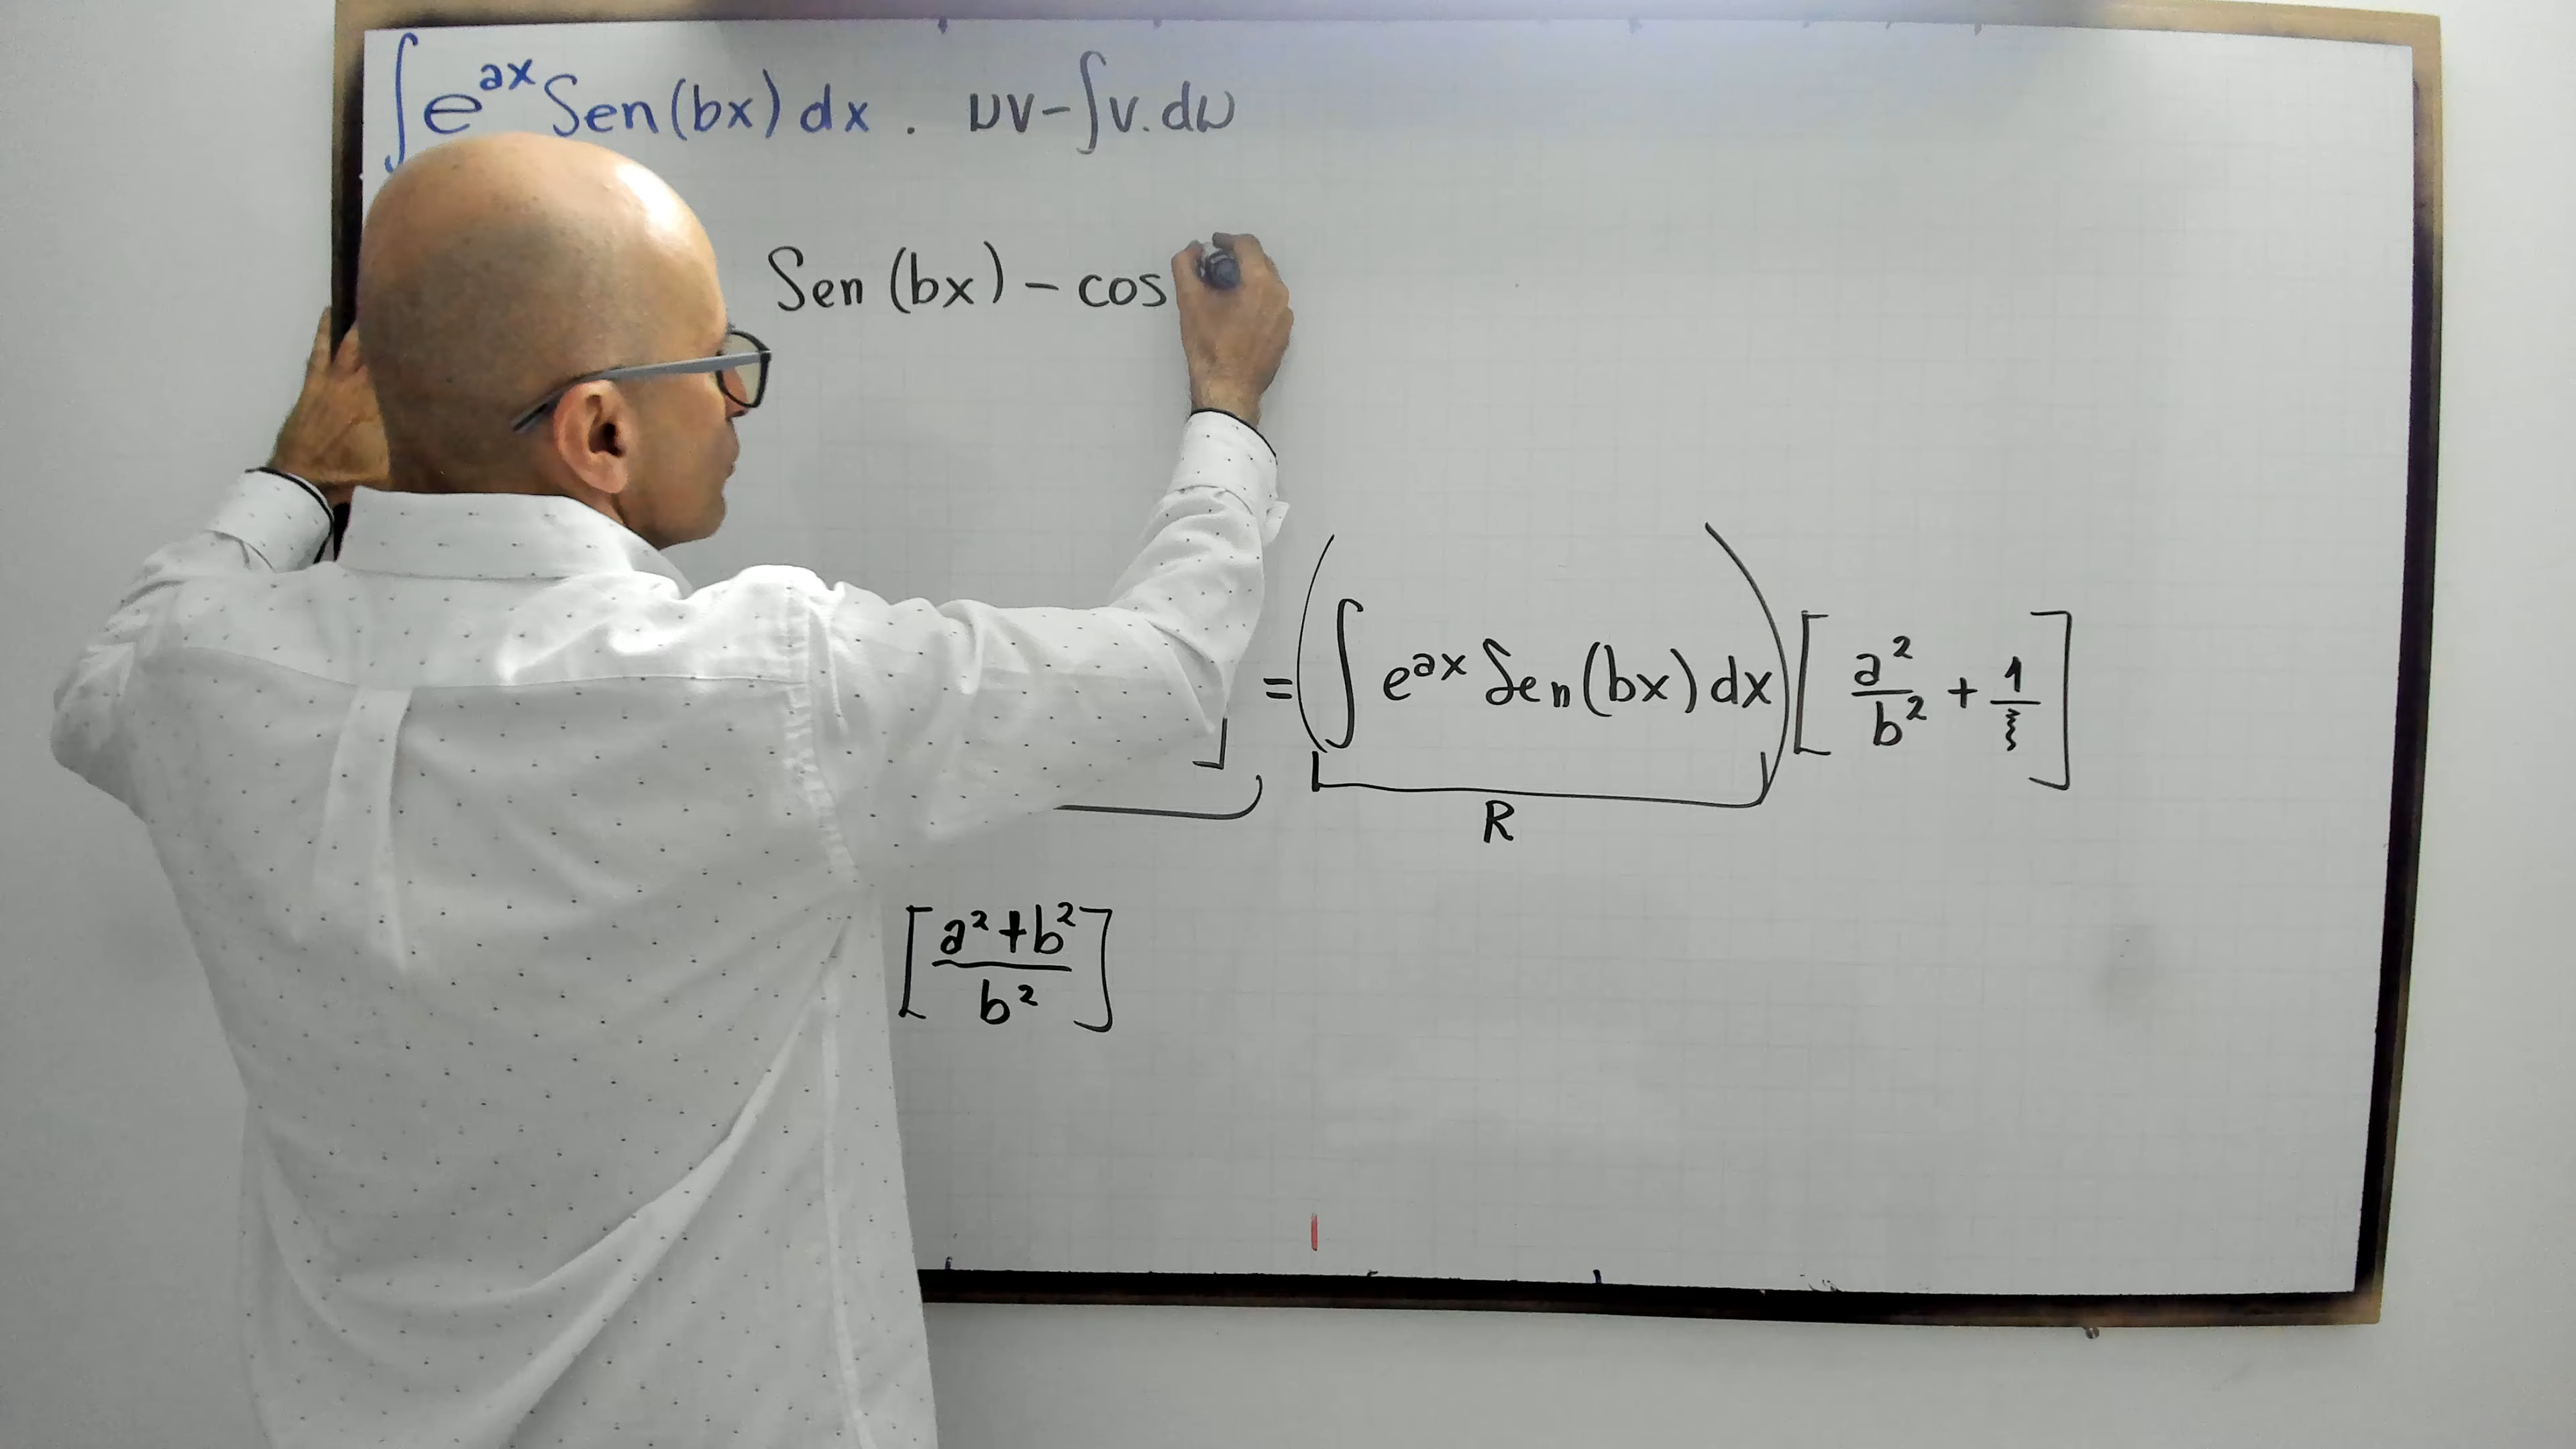 ∫e^{ax} Sen(bx) dx . uv-∫v.du
Sen (bx) - cos
] = (∫ e^{ax} Sen(bx) dx) [ a²/b² + 1/ ]
R
[ (a²+b²)/b² ]